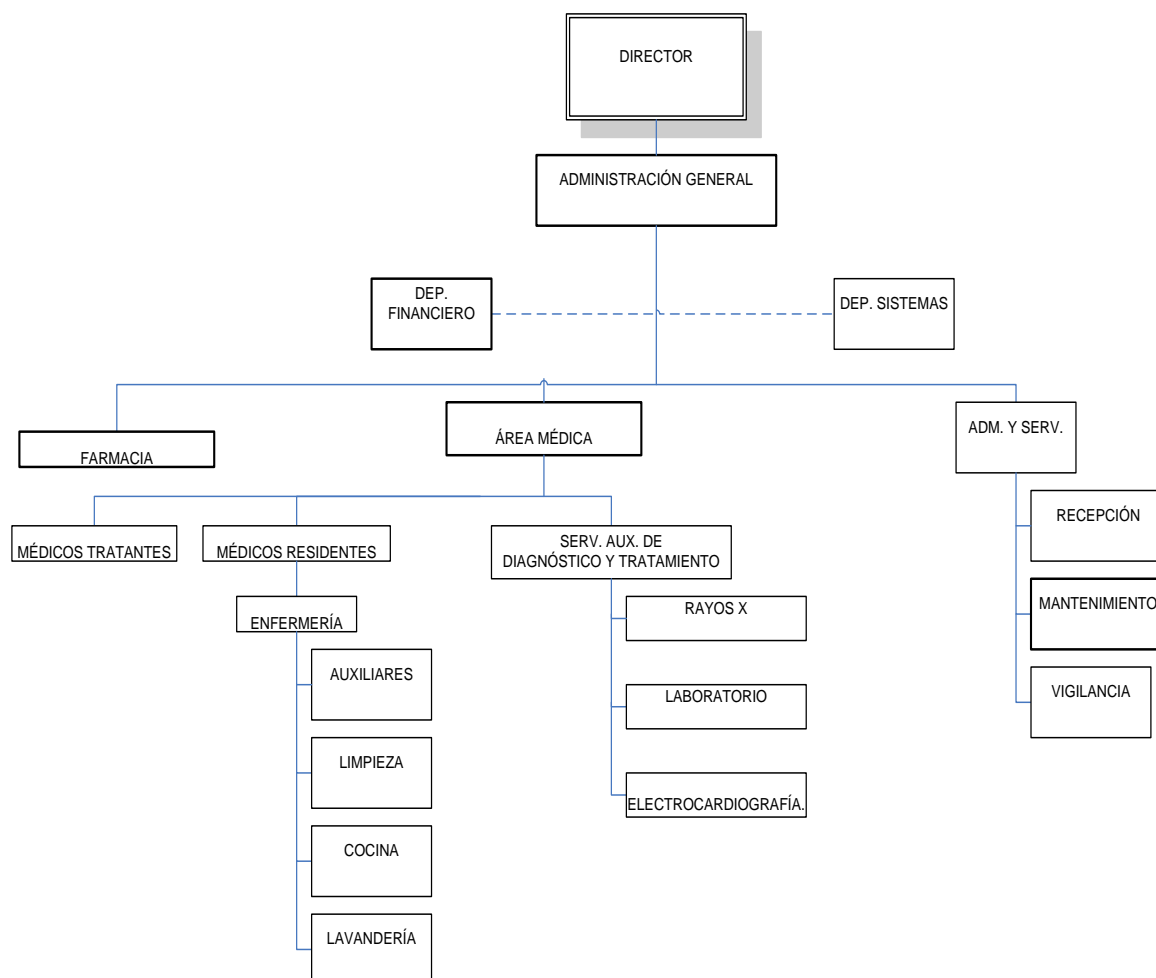 DIRECTOR
ADMINISTRACIÓN GENERAL
DEP.
FINANCIERO
DEP. SISTEMAS
FARMACIA
ÁREA MÉDICA
ADM. Y SERV.
MÉDICOS TRATANTES
MÉDICOS RESIDENTES
SERV. AUX. DE
DIAGNÓSTICO Y TRATAMIENTO
RECEPCIÓN
ENFERMERÍA
RAYOS X
MANTENIMIENTO
AUXILIARES
LABORATORIO
VIGILANCIA
LIMPIEZA
ELECTROCARDIOGRAFÍA.
COCINA
LAVANDERÍA